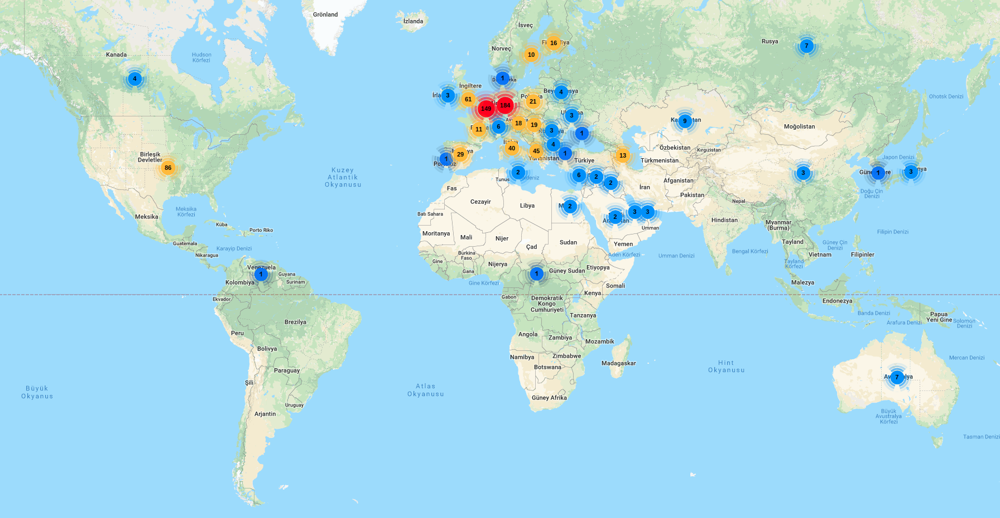 Grönland
İzlanda
İsveç
16
Norveç
10
Rusya
7
Kanada
Hudson
Körfezi
4
1
İngiltere
3
61
149
184
21
4
Ohotsk Denizi
3
18
19
11
6
3
1
9
Moğolistan
40
45
4
1
29
1
13
Türkiye
Özbekistan
Kırgızistan
Türkmenistan
Japon Denizi
Birleşik
Devletler
86
Kuzey
Atlantik
Okyanusu
Tunus
2
6
2
2
3
1
3
Fas
İran
Afganistan
Pakistan
Nepal
Doğu Çin
Denizi
Cezayir
Libya
2
Meksika
Meksika
Körfezi
Batı Sahara
2
3
3
Umman
Hindistan
Myanmar
(Burma)
Küba
Porto Riko
Filipin Denizi
Moritanya
Mali
Nijer
Çad
Sudan
Yemen
Tayland
Güney Çin
Denizi
Guatemala
Karayip Denizi
Nikaragua
Burkina
Faso
Aden Körfezi
Umman Denizi
Bengal Körfezi
Vietnam
Filipinler
Gine
Nijerya
Tayland
Körfezi
Venezuela
1
Guyana
Surinam
Kolombiya
Gana
Gine Körfezi
1
Güney Sudan
Etiyopya
Somali
Malezya
Ekvador
Gabon
Kenya
Demokratik
Kongo
Cumhuriyeti
Endonezya
Banda Denizi
Papua
Yeni Gine
Arafura Denizi
Solomon
Denizi
Brezilya
Tanzanya
Peru
Angola
Zambiya
Mozambik
Bolivya
Namibya
Zimbabwe
Botsvana
Madagaskar
Mercan Denizi
Hint
Okyanusu
Paraguay
7
Şili
Büyük
Okyanus
Atlas
Okyanusu
Güney Afrika
Uruguay
Arjantin
Büyük
Avustralya
Körfezi
Tasman Denizi